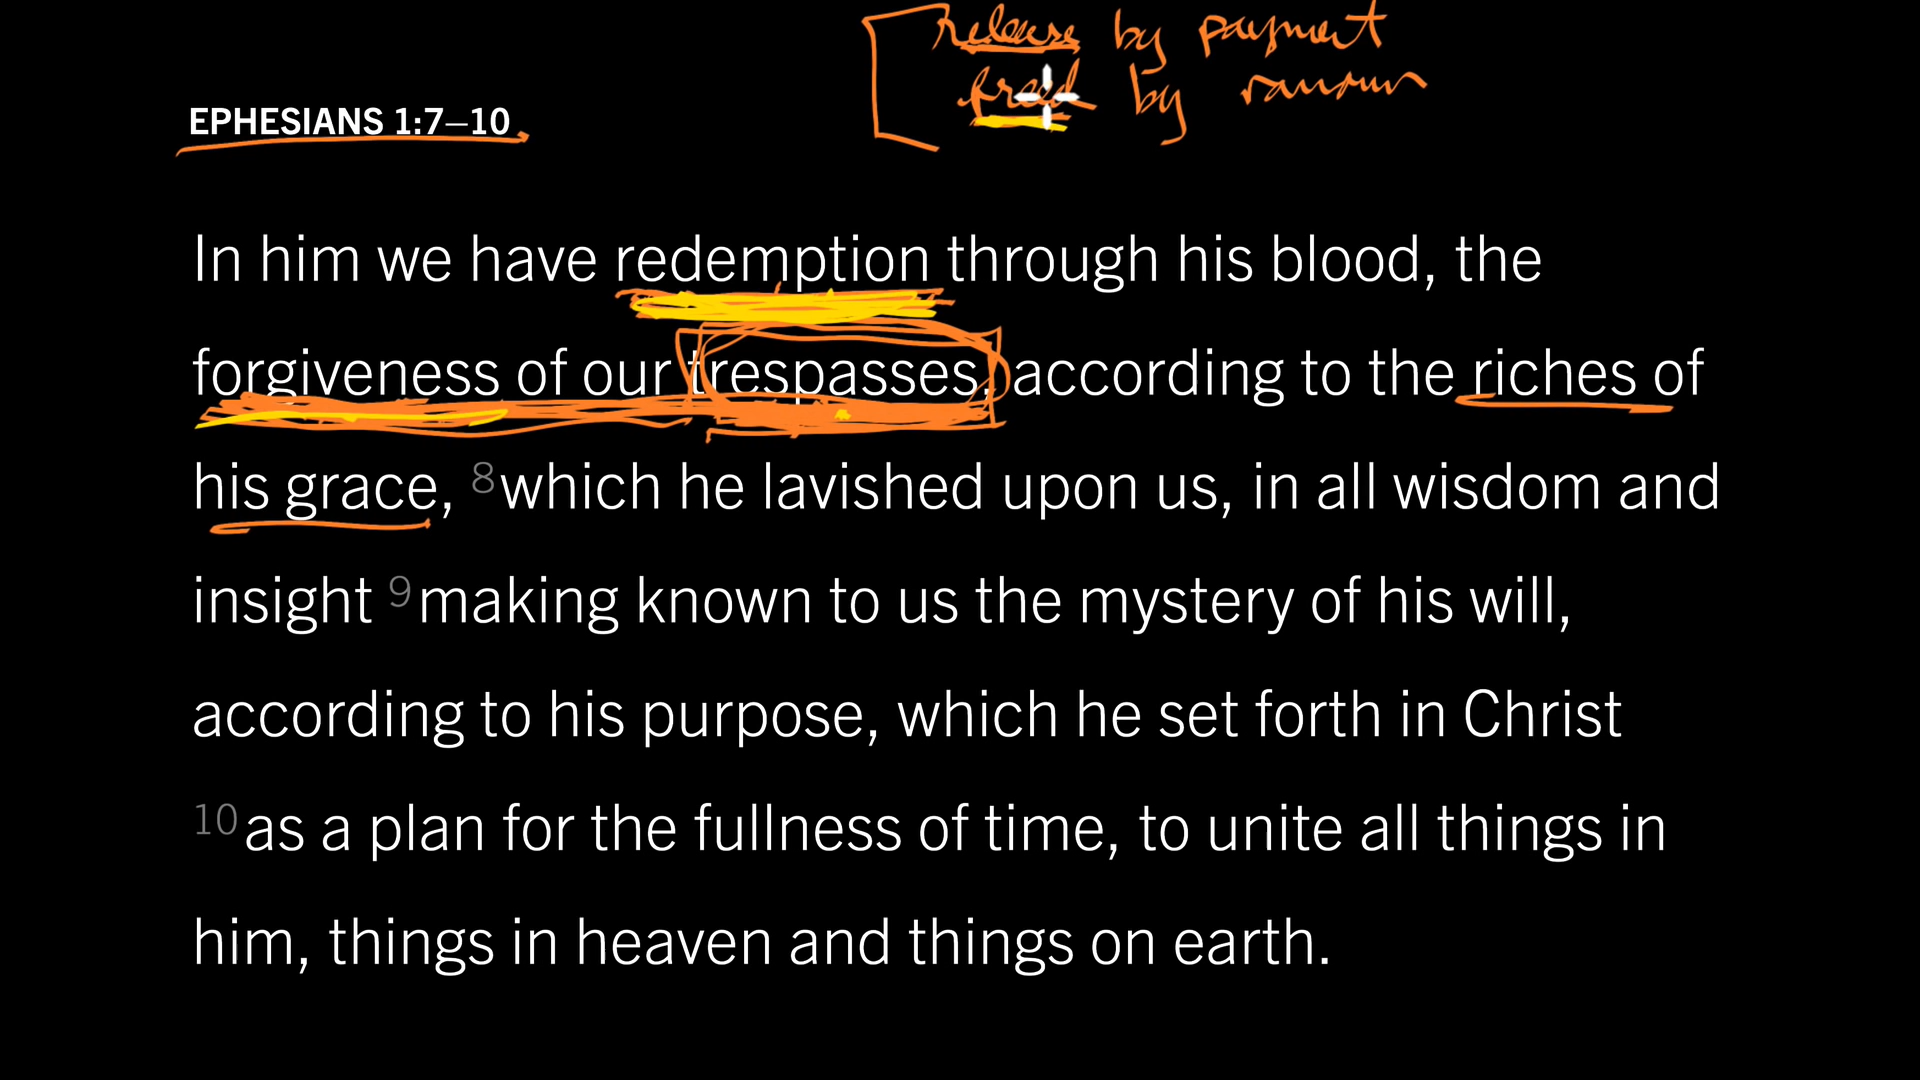 release by payment
freed by ransom
EPHESIANS 1:7–10
In him we have redemption through his blood, the
forgiveness of our trespasses, according to the riches of
his grace, 8 which he lavished upon us, in all wisdom and
insight 9 making known to us the mystery of his will,
according to his purpose, which he set forth in Christ
10 as a plan for the fullness of time, to unite all things in
him, things in heaven and things on earth.